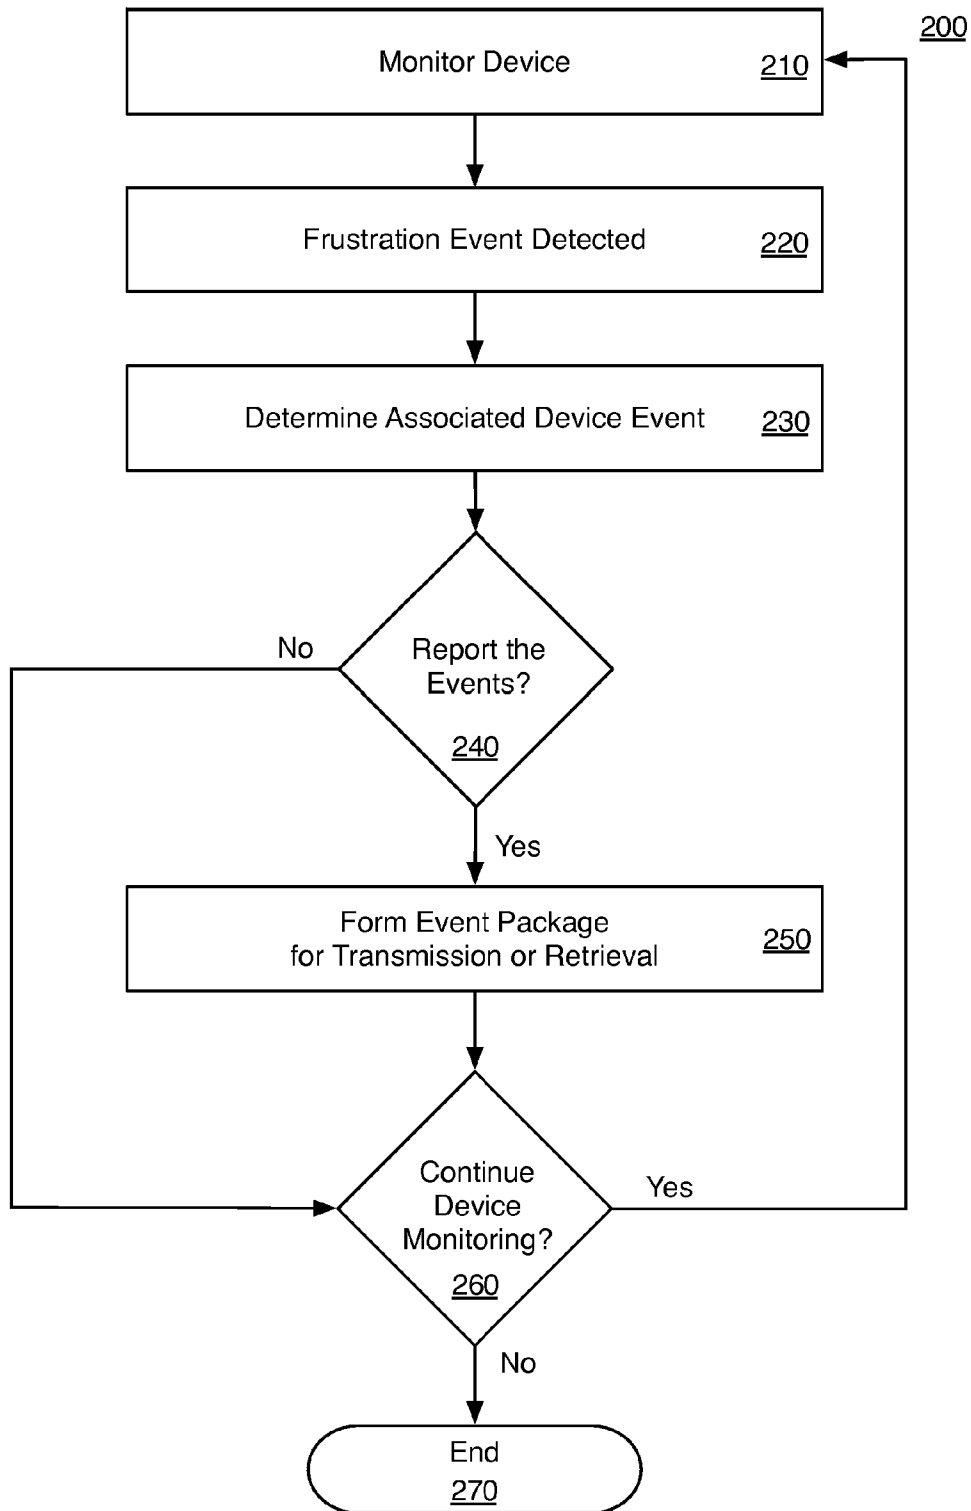 200
Monitor Device 210
Frustration Event Detected 220
Determine Associated Device Event 230
No
Report the
Events?
240
Yes
Form Event Package
for Transmission or Retrieval 250
Continue
Device
Monitoring?
260
Yes
No
End
270